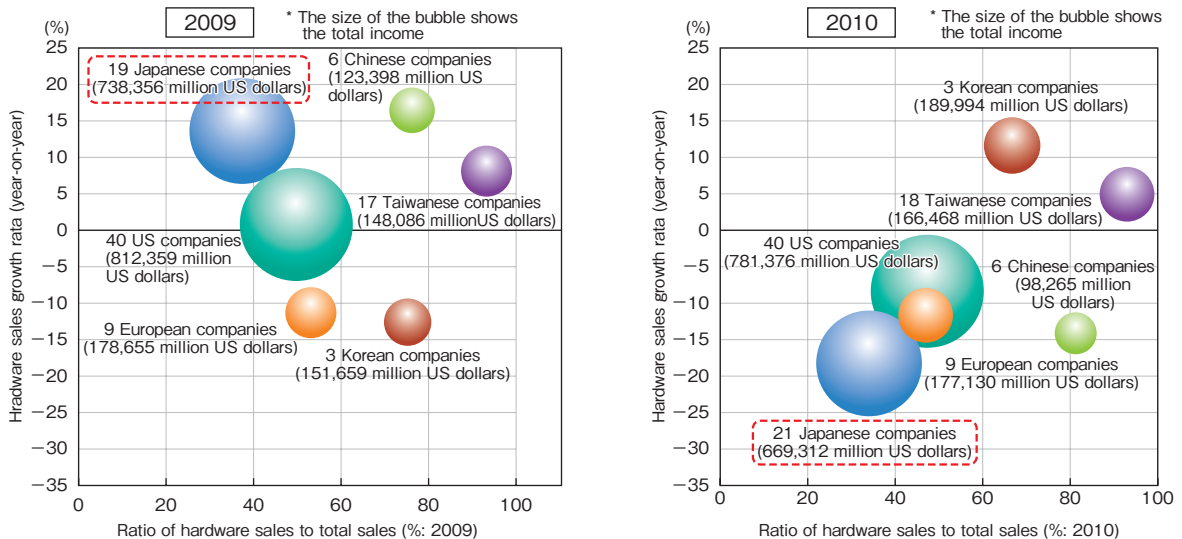 (%)
2009
* The size of the bubble shows
the total income
25
20
15
10
5
0
−5
−10
−15
−20
−25
−30
−35
Hradware sales growth rata (year-on-year)
19 Japanese companies
(738,356 million US dollars)
6 Chinese companies
(123,398 million US
dollars)
17 Taiwanese companies
(148,086 millionUS dollars)
40 US companies
(812,359 million
US dollars)
9 European companies
(178,655 million US dollars)
3 Korean companies
(151,659 million US dollars)
0
20
40
60
80
100
Ratio of hardware sales to total sales (%: 2009)
(%)
2010
* The size of the bubble shows
the total income
25
20
15
10
5
0
−5
−10
−15
−20
−25
−30
−35
Hardware sales growth rata (year-on-year)
3 Korean companies
(189,994 million US dollars)
18 Taiwanese companies
(166,468 million US dollars)
40 US companies
(781,376 million US dollars)
6 Chinese companies
(98,265 million
US dollars)
9 European companies
(177,130 million US dollars)
21 Japanese companies
(669,312 million US dollars)
0
20
40
60
80
100
Ratio of hardware sales to total sales (%: 2010)